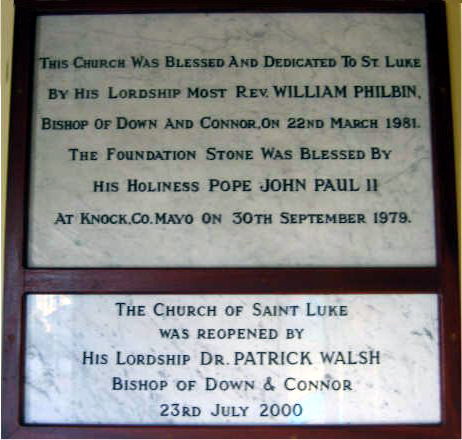 THIS CHURCH WAS BLESSED AND DEDICATED TO ST. LUKE
BY HIS LORDSHIP MOST REV. WILLIAM PHILBIN,
BISHOP OF DOWN AND CONNOR, ON 22ND MARCH 1981.
THE FOUNDATION STONE WAS BLESSED BY
HIS HOLINESS POPE JOHN PAUL II
AT KNOCK, CO. MAYO ON 30TH SEPTEMBER 1979.
THE CHURCH OF SAINT LUKE
WAS REOPENED BY
HIS LORDSHIP DR. PATRICK WALSH
BISHOP OF DOWN & CONNOR
23RD JULY 2000